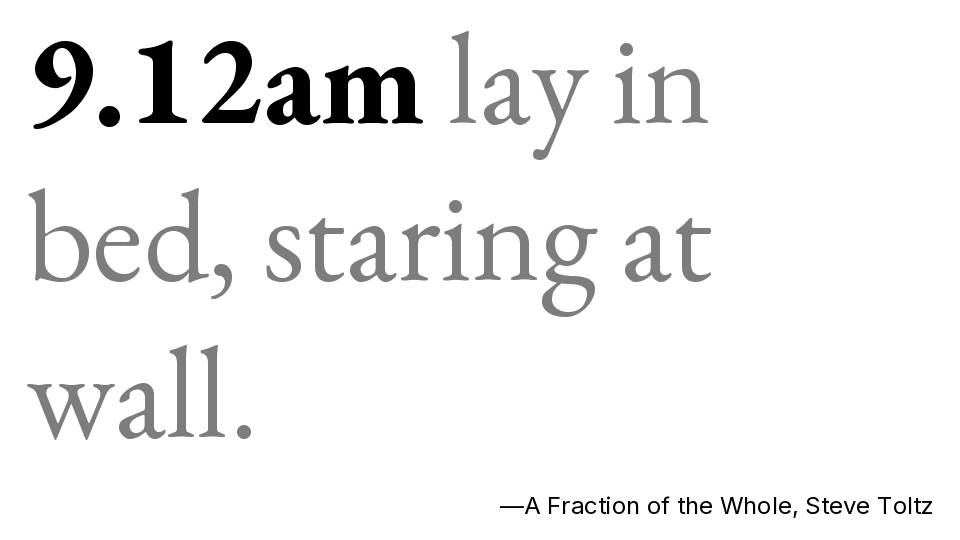 9.12am lay in
bed, staring at
wall.
—A Fraction of the Whole, Steve Toltz